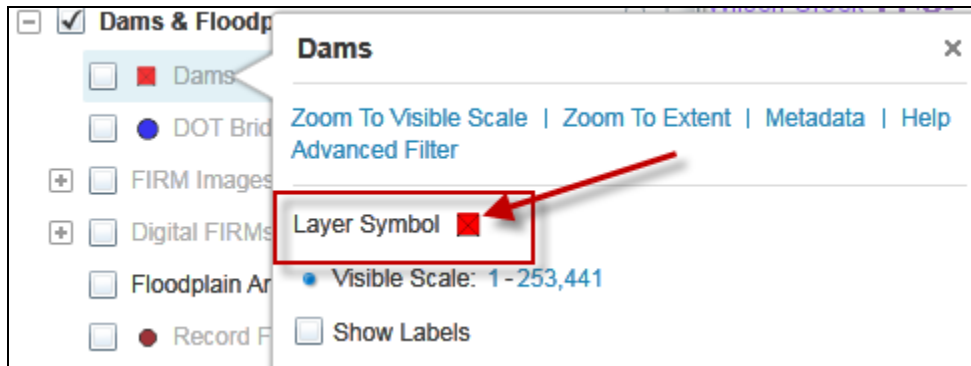 Dams & Floodp
Dams
DOT Brid
FIRM Images
Digital FIRMs
Floodplain Ar
Record F
Dams
Zoom To Visible Scale | Zoom To Extent | Metadata | Help
Advanced Filter
Layer Symbol
Visible Scale: 1-253,441
Show Labels